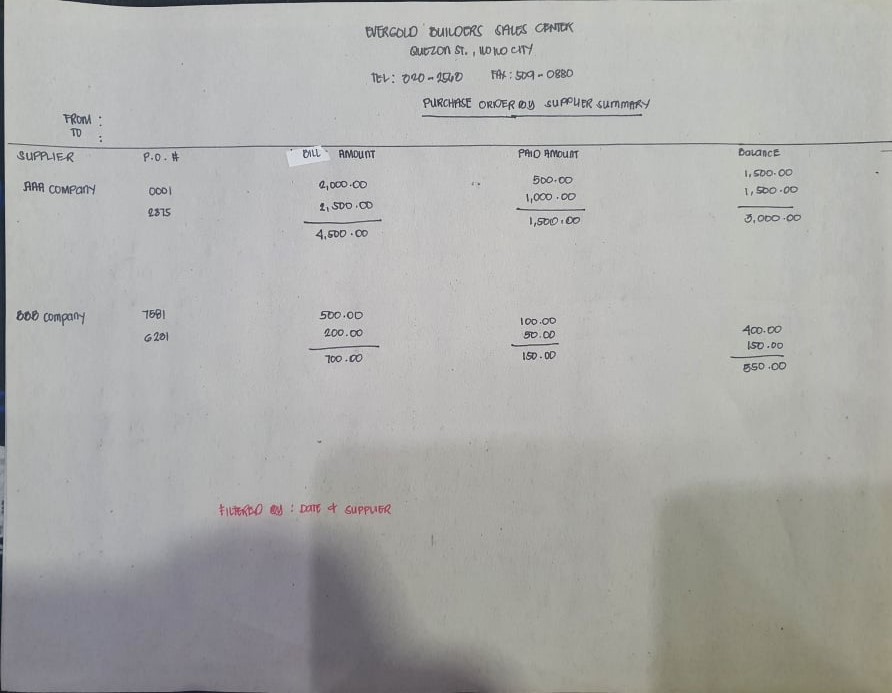 EVERGOLD BUILDERS SALES CENTER
QUEZON ST., ILOILO CITY
TEL: 320-2540 FAX: 509-0880
PURCHASE ORDER BY SUPPLIER SUMMARY
FROM :
TO :
SUPPLIER P.O. # BILL AMOUNT PAID AMOUNT BALANCE
AAA COMPANY 0001 2,000.00 500.00 1,500.00
2375 2,500.00 1,000.00 1,500.00
4,500.00 1,500.00 3,000.00
BBB company 7581 500.00 100.00 400.00
6201 200.00 50.00 150.00
700.00 150.00 550.00
FILTERED BY : DATE & SUPPLIER